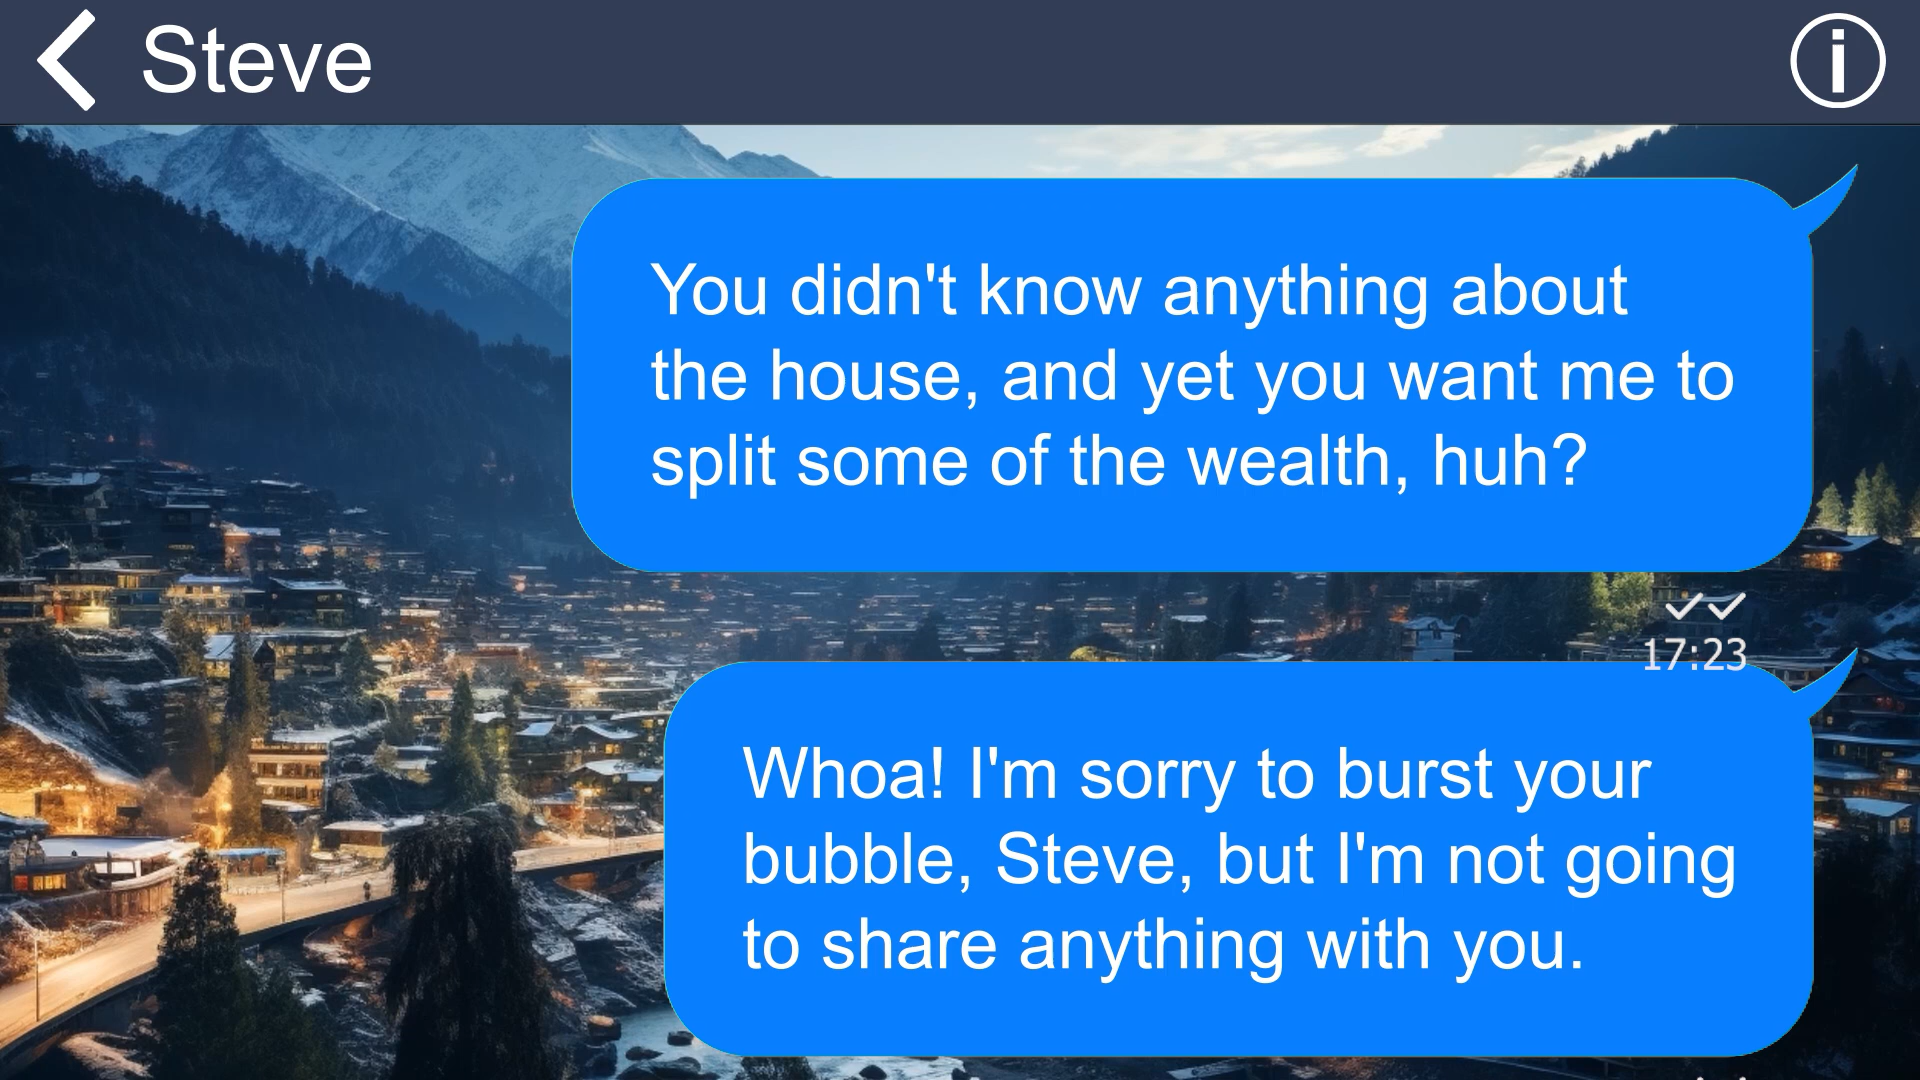 Steve
You didn't know anything about
the house, and yet you want me to
split some of the wealth, huh?
17:23
Whoa! I'm sorry to burst your
bubble, Steve, but I'm not going
to share anything with you.